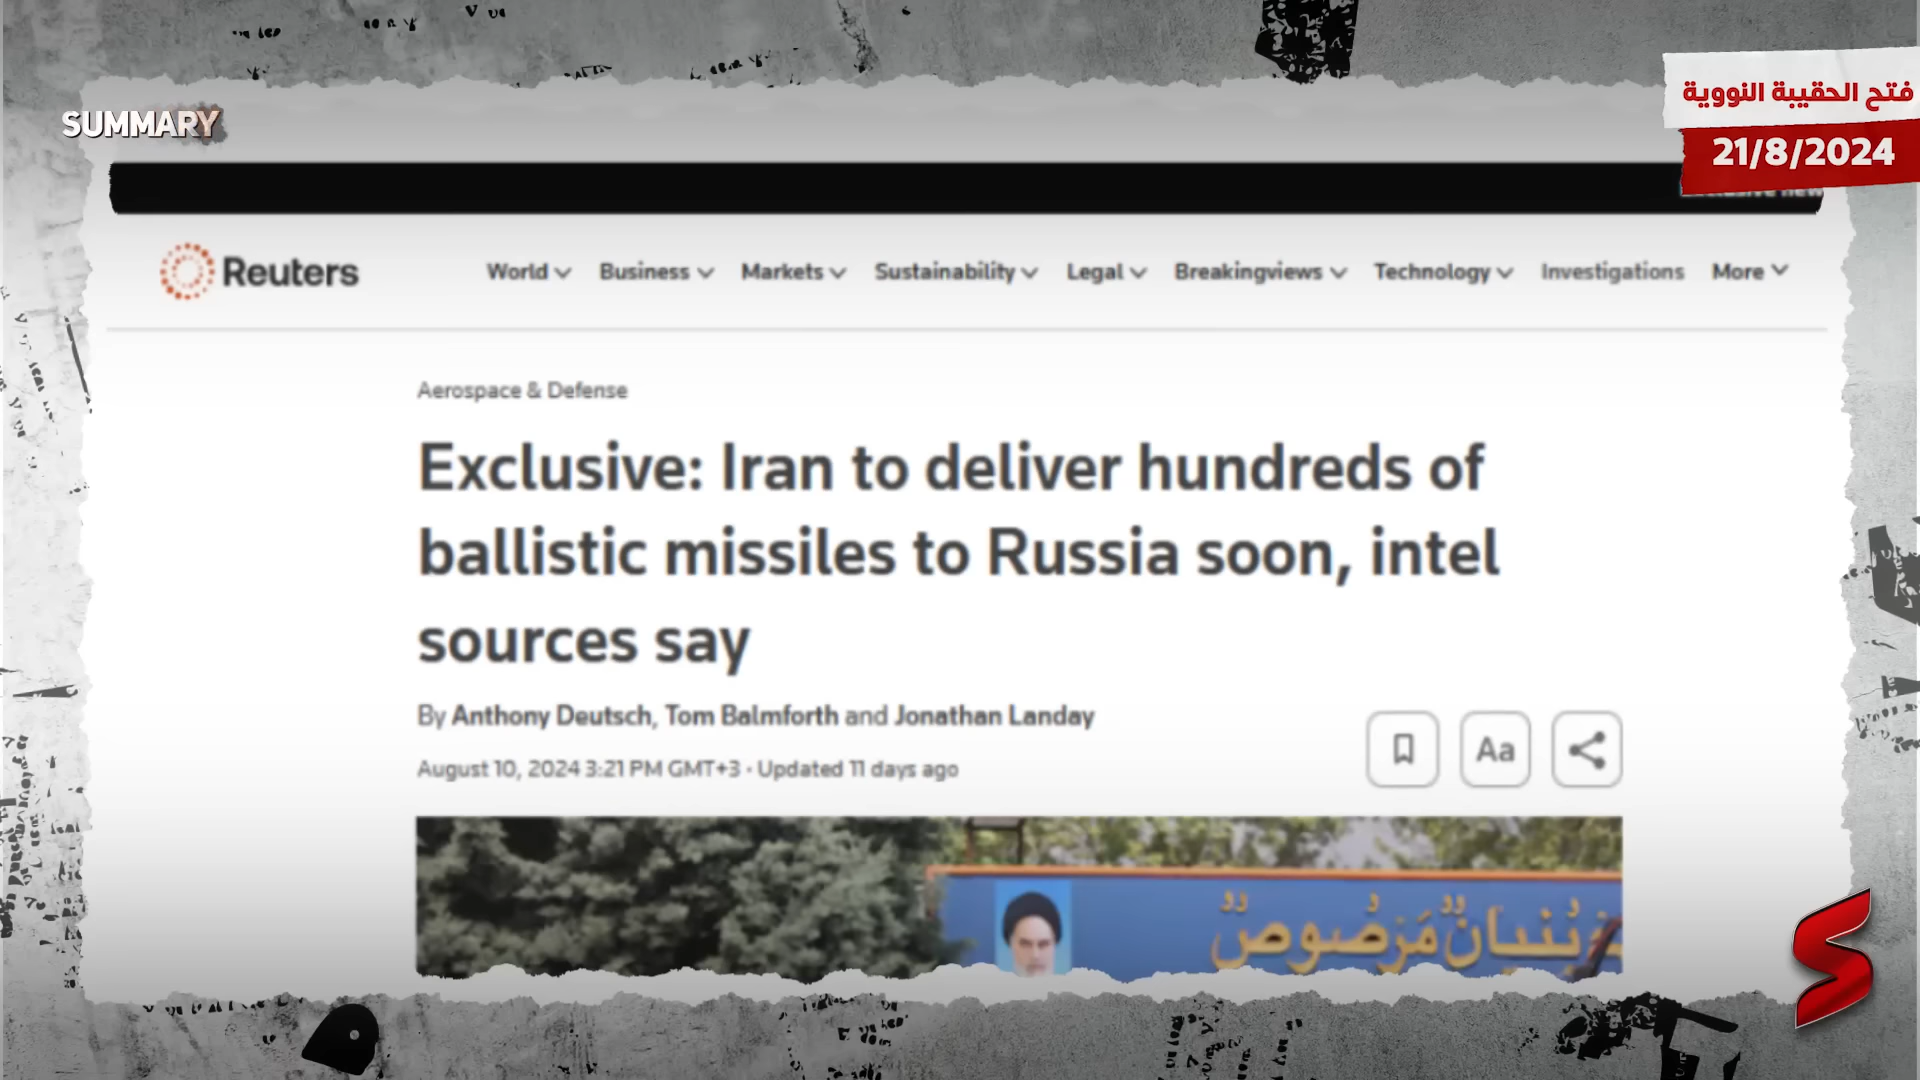 SUMMARY
فتح الحقيبة النووية
21/8/2024
Reuters
World Business Markets Sustainability Legal Breakingviews Technology Investigations More
Aerospace & Defense
Exclusive: Iran to deliver hundreds of
ballistic missiles to Russia soon, intel
sources say
By Anthony Deutsch, Tom Balmforth and Jonathan Landay
August 10, 2024 3:21 PM GMT+3 · Updated 11 days ago
Aa
بُنيانٌ مَرْصُوصٌ